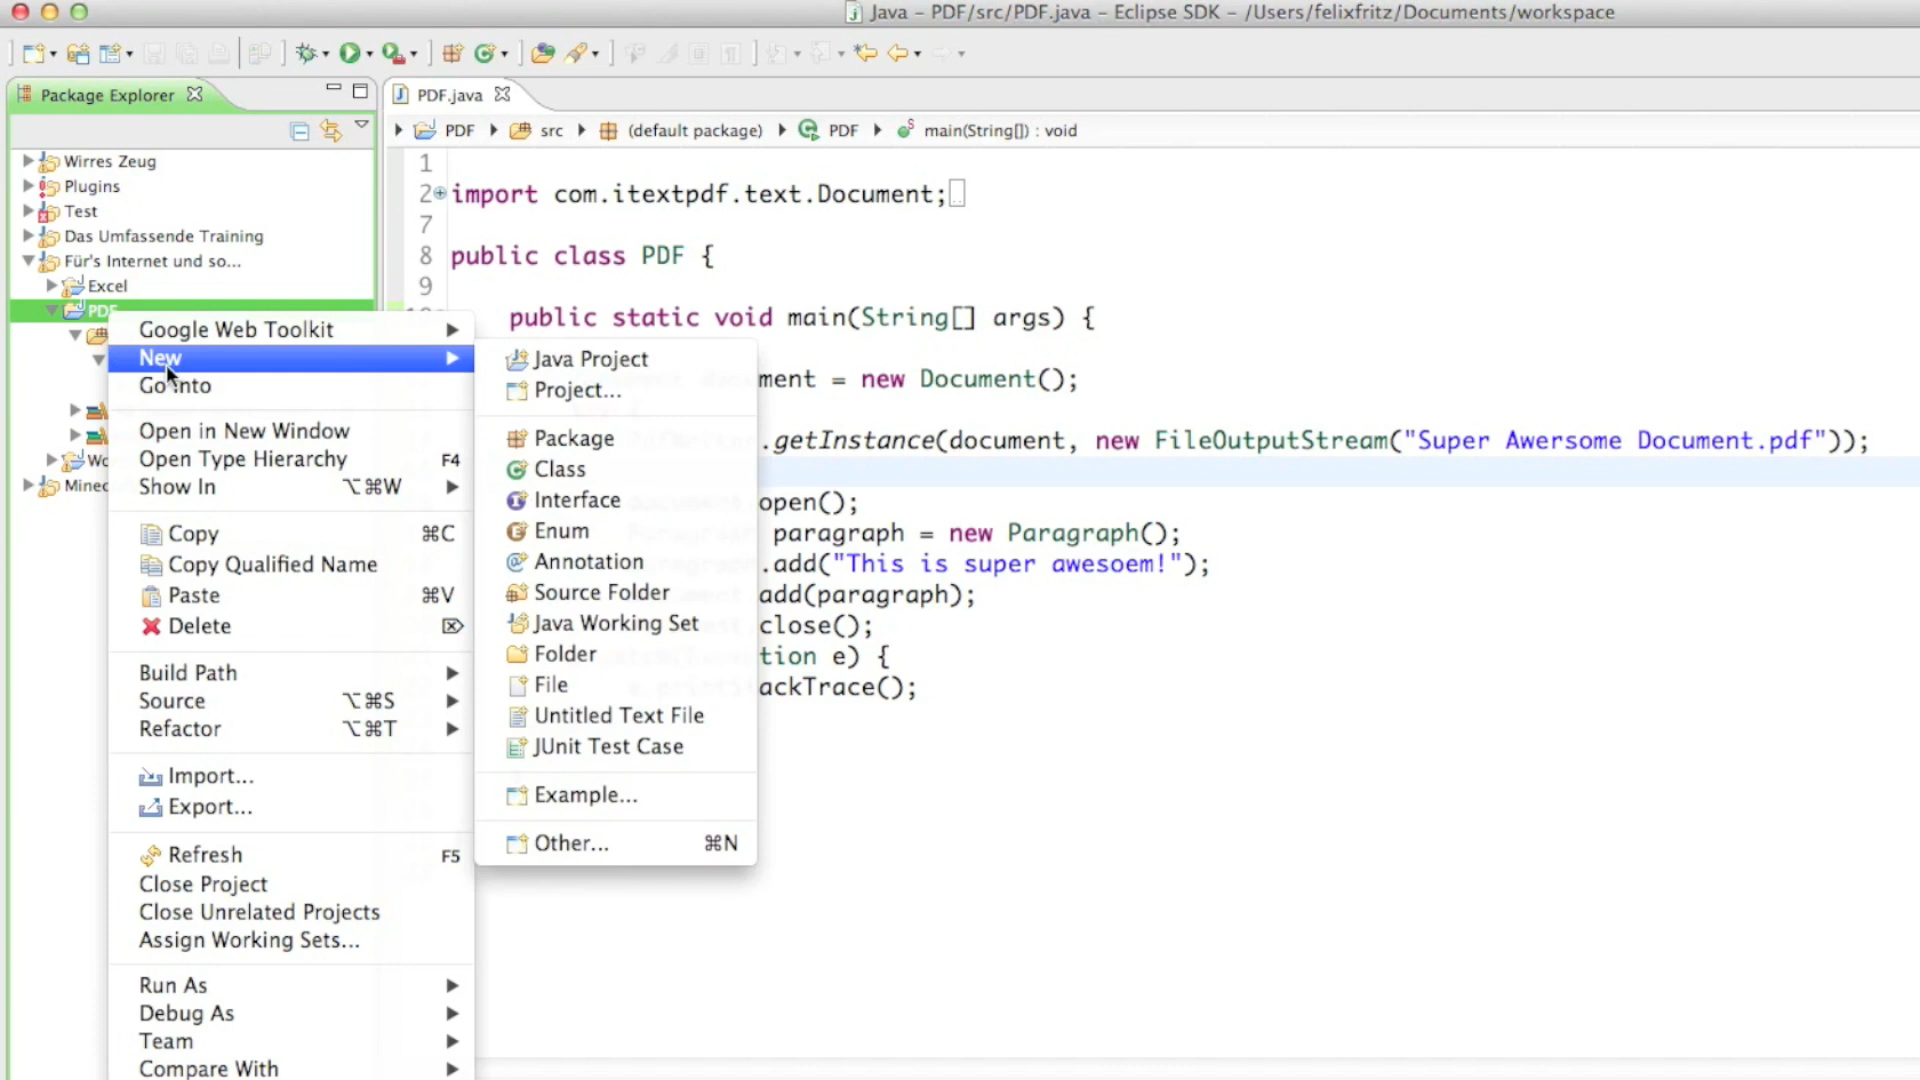 Java – PDF/src/PDF.java – Eclipse SDK – /Users/felixfritz/Documents/workspace
Package Explorer
PDF.java
PDF src (default package) PDF main(String[]) : void
Wirres Zeug
Plugins
Test
Das Umfassende Training
Für's Internet und so...
Excel
PDF
Wo
Minec
Google Web Toolkit
New
Go Into
Open in New Window
Open Type Hierarchy F4
Show In ⌥⌘W
Copy ⌘C
Copy Qualified Name
Paste ⌘V
Delete ⌦
Build Path
Source ⌥⌘S
Refactor ⌥⌘T
Import...
Export...
Refresh F5
Close Project
Close Unrelated Projects
Assign Working Sets...
Run As
Debug As
Team
Compare With
Java Project
Project...
Package
Class
Interface
Enum
Annotation
Source Folder
Java Working Set
Folder
File
Untitled Text File
JUnit Test Case
Example...
Other... ⌘N
1
2 import com.itextpdf.text.Document;
7
8 public class PDF {
9
public static void main(String[] args) {
ment = new Document();
.getInstance(document, new FileOutputStream("Super Awersome Document.pdf"));
open();
paragraph = new Paragraph();
.add("This is super awesoem!");
add(paragraph);
close();
tion e) {
ackTrace();